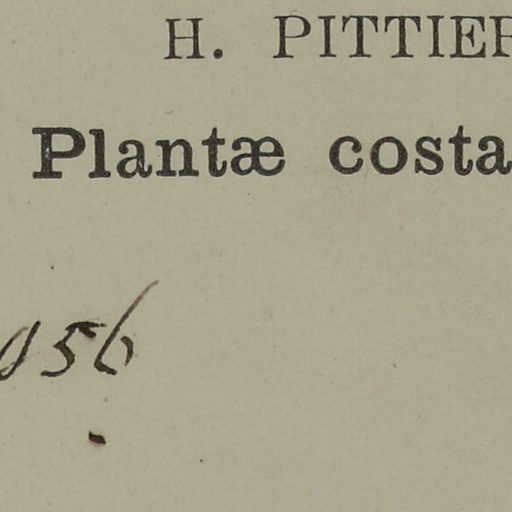 H. PITTIER
Plantæ costa
056